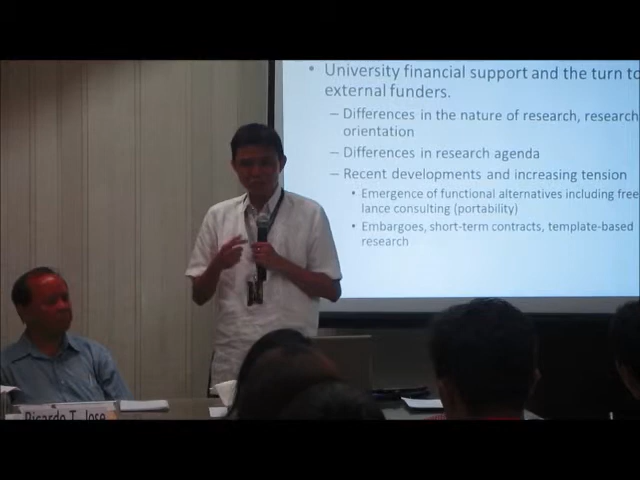 • University financial support and the turn to
external funders.
– Differences in the nature of research, research
orientation
– Differences in research agenda
– Recent developments and increasing tension
• Emergence of functional alternatives including free
lance consulting (portability)
• Embargoes, short-term contracts, template-based
research
Ricardo T. Jose